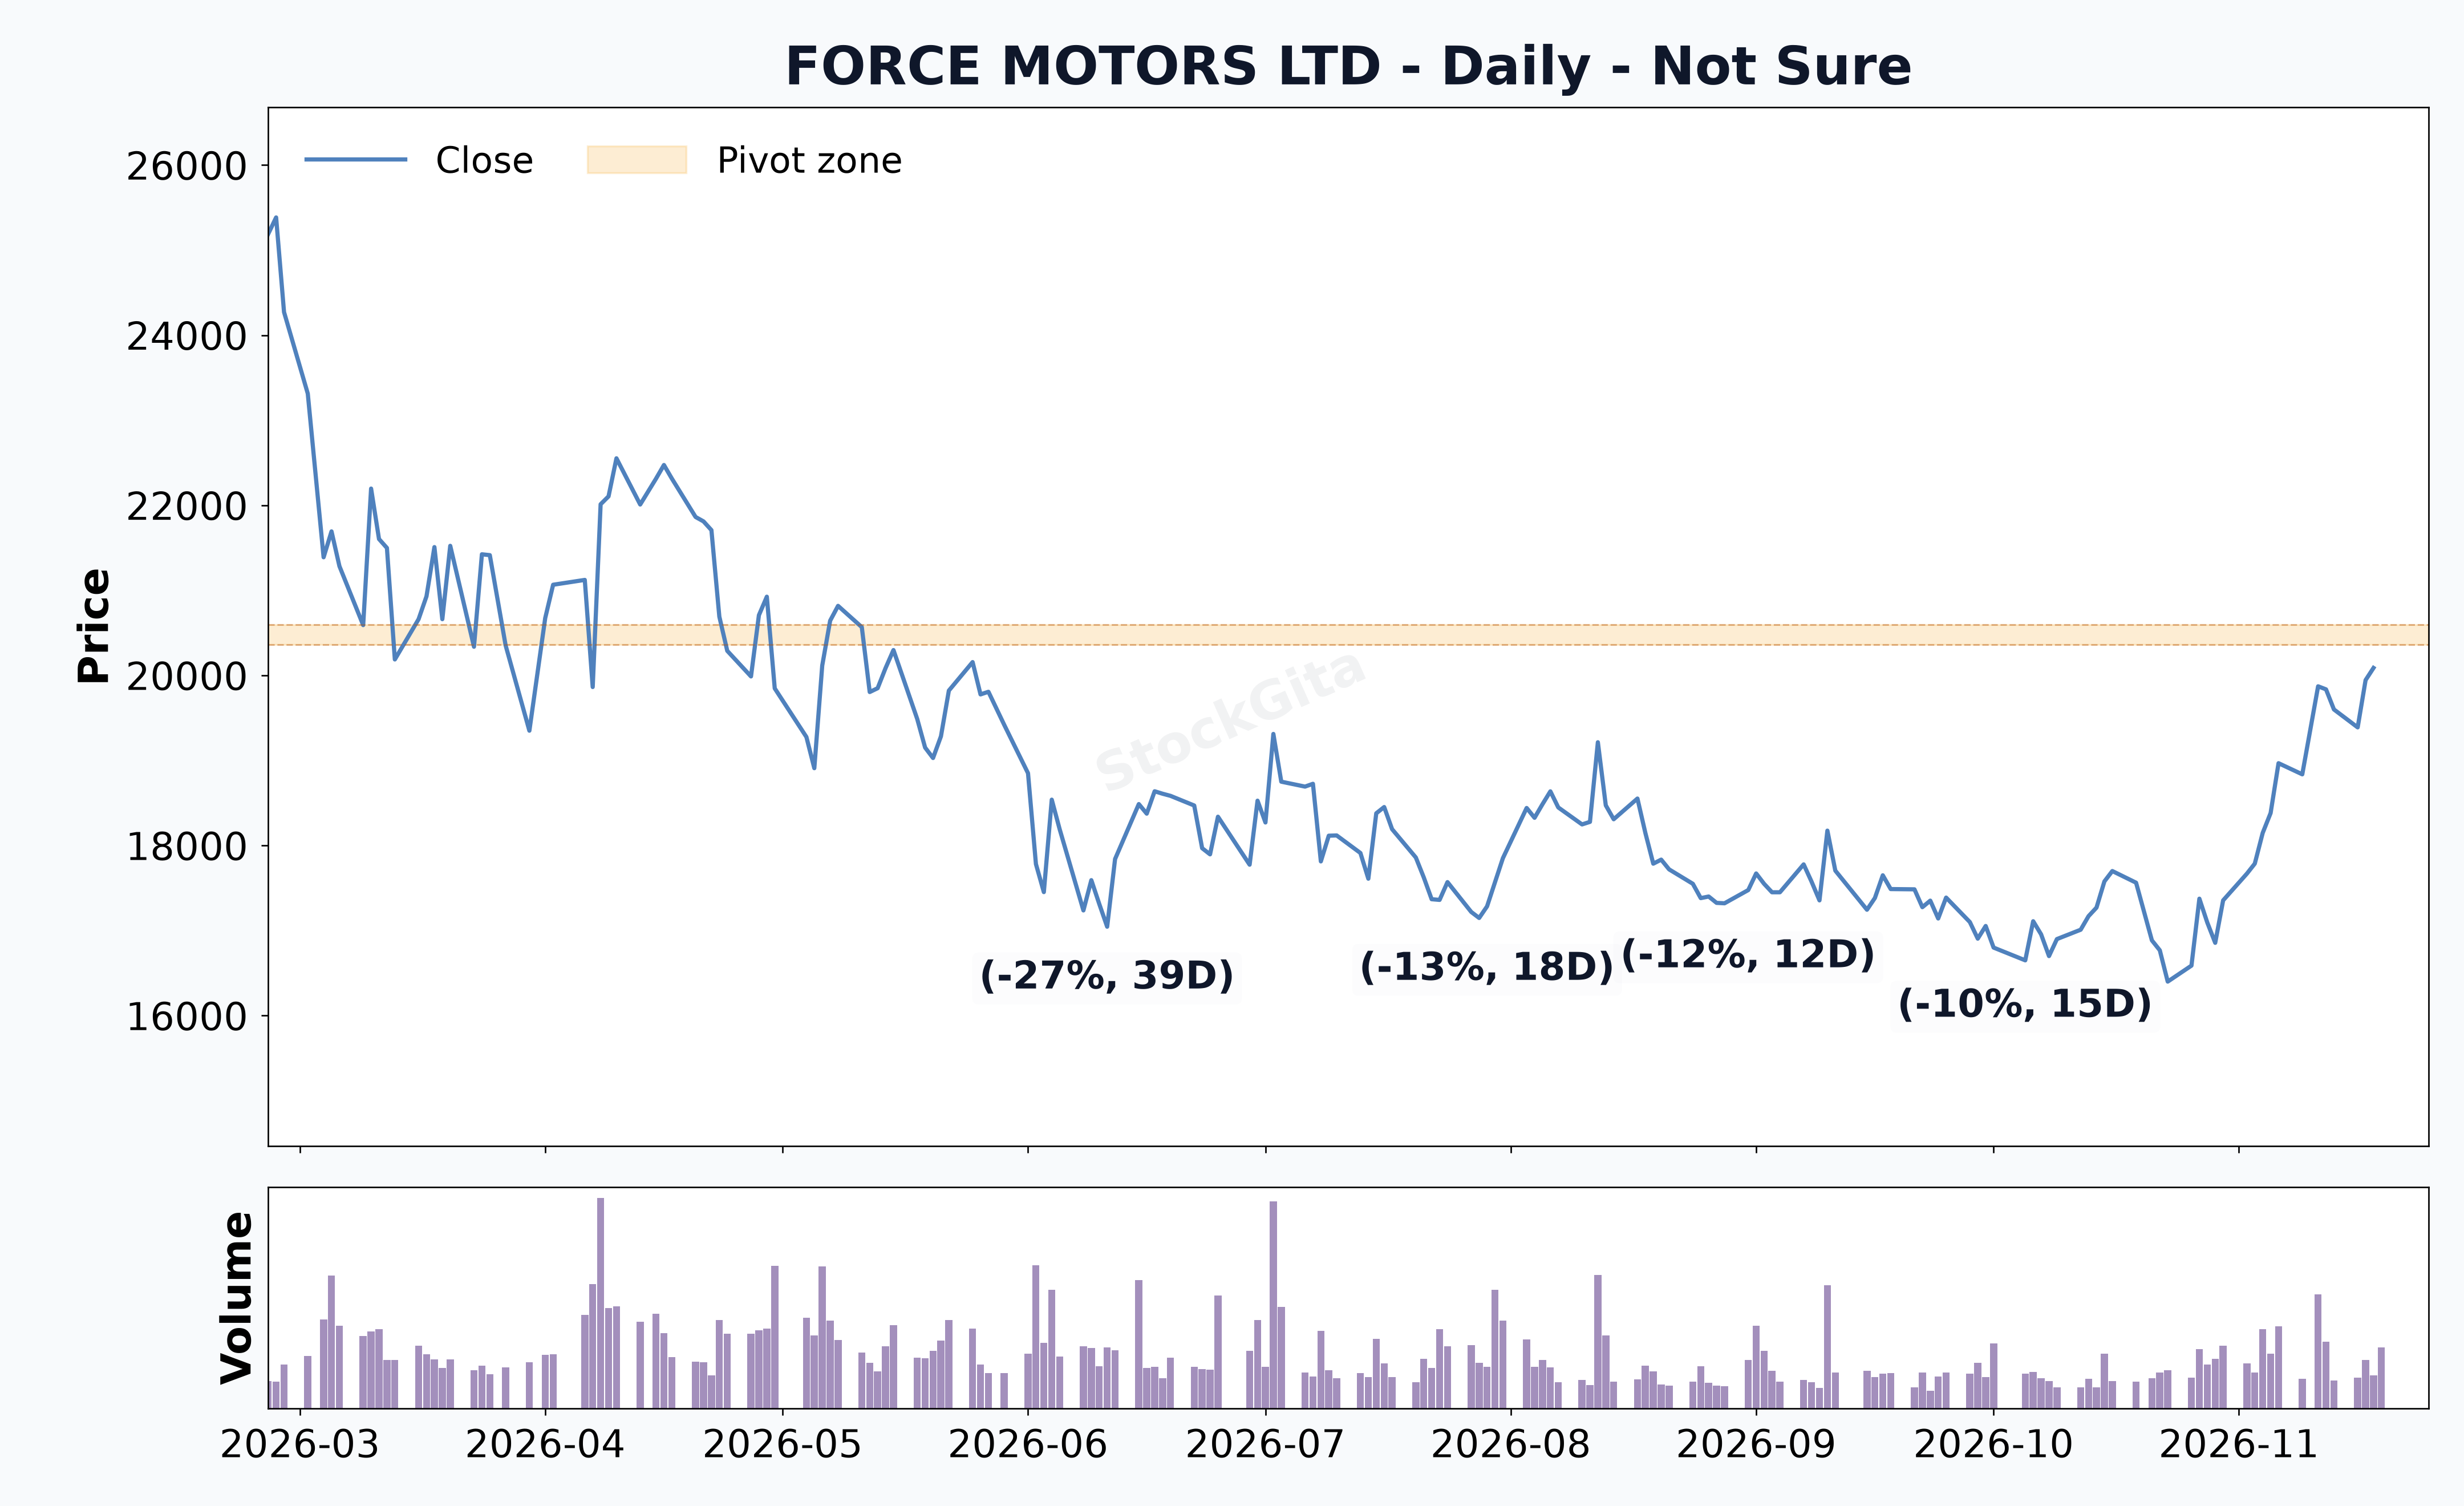 FORCE MOTORS LTD - Daily - Not Sure
Close
Pivot zone
26000
24000
22000
20000
18000
16000
Price
StockGita
(-27%, 39D)
(-13%, 18D)
(-12%, 12D)
(-10%, 15D)
Volume
2026-03
2026-04
2026-05
2026-06
2026-07
2026-08
2026-09
2026-10
2026-11